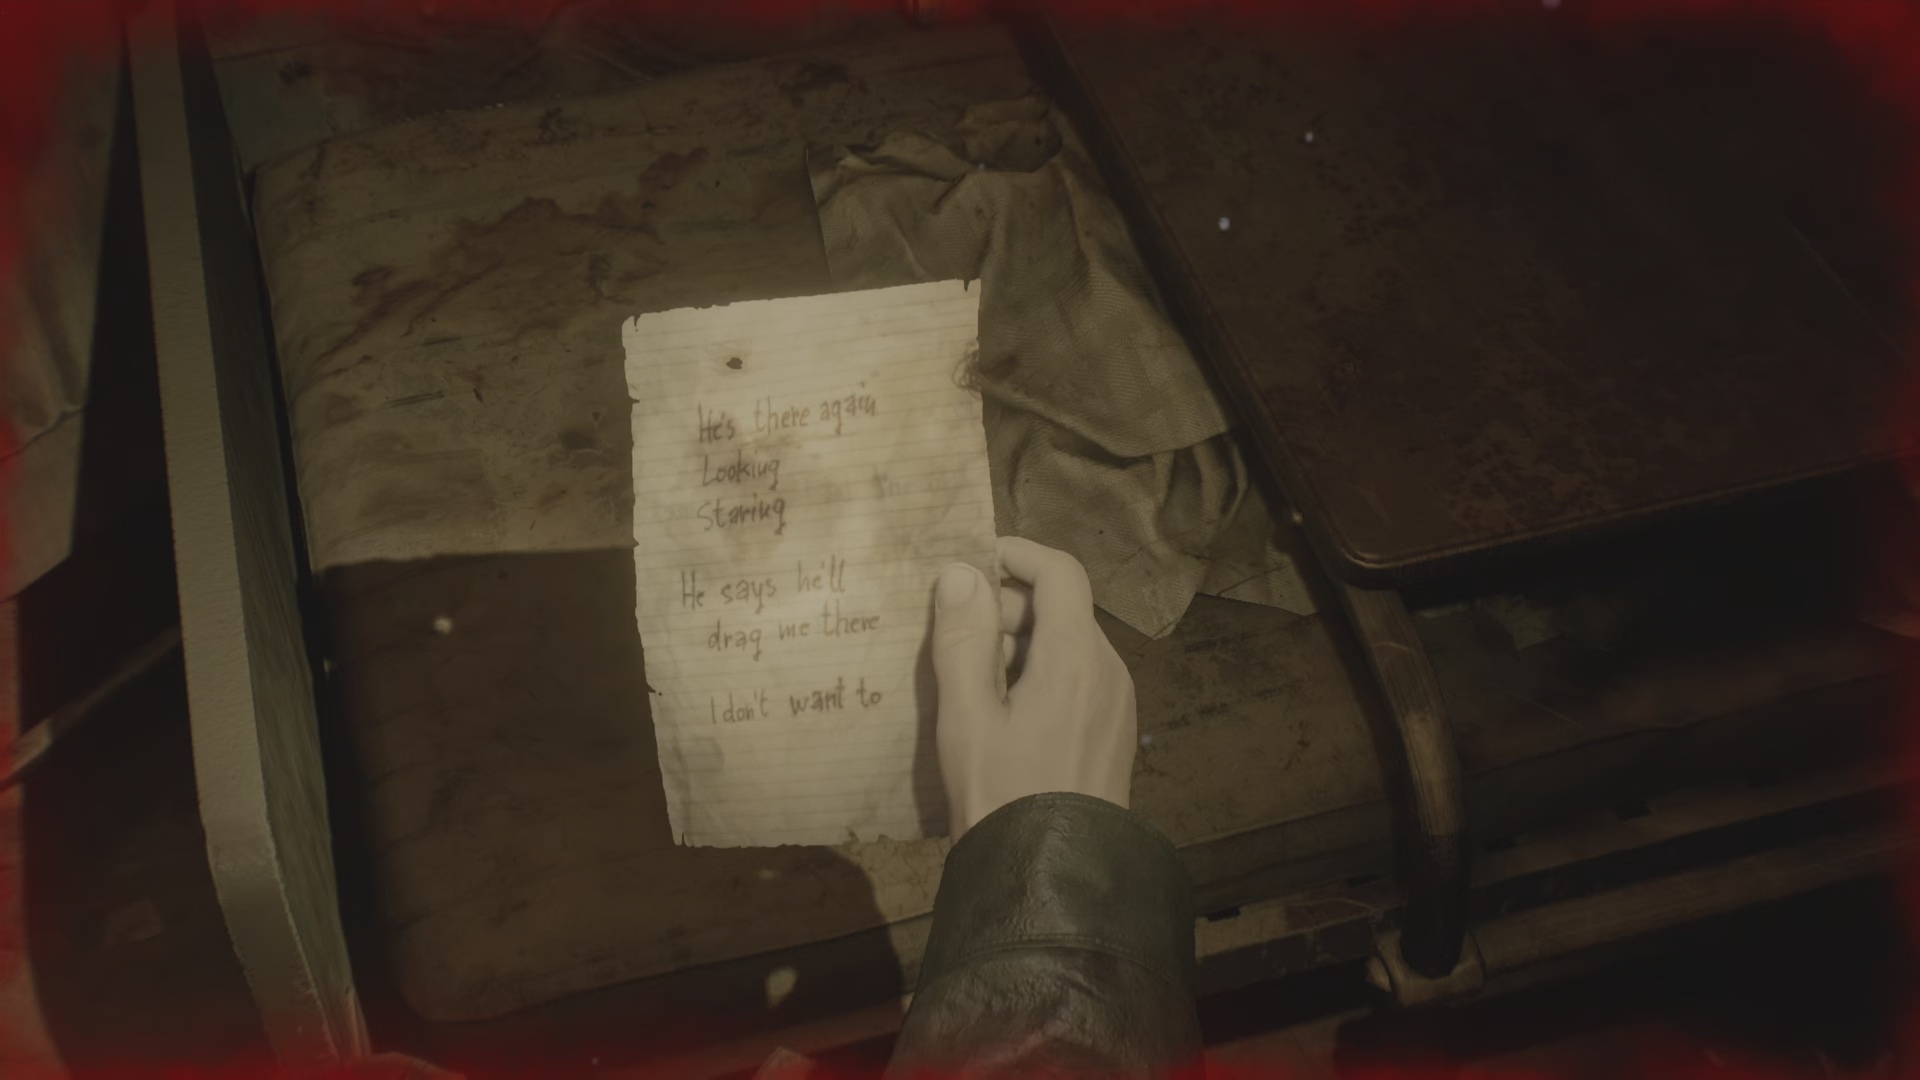 He's there again
Looking
Staring
He says he'll
drag me there
I don't want to